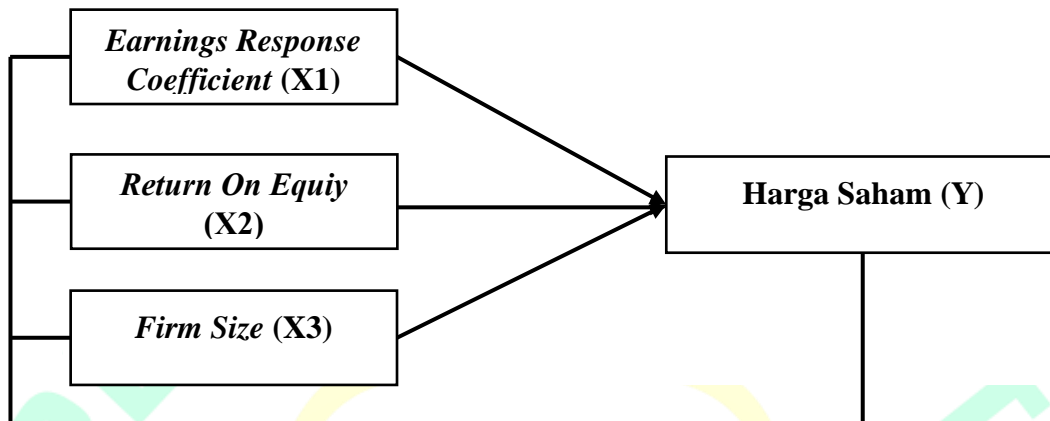 Earnings Response
Coefficient (X1)
Return On Equiy
(X2)
Firm Size (X3)
Harga Saham (Y)